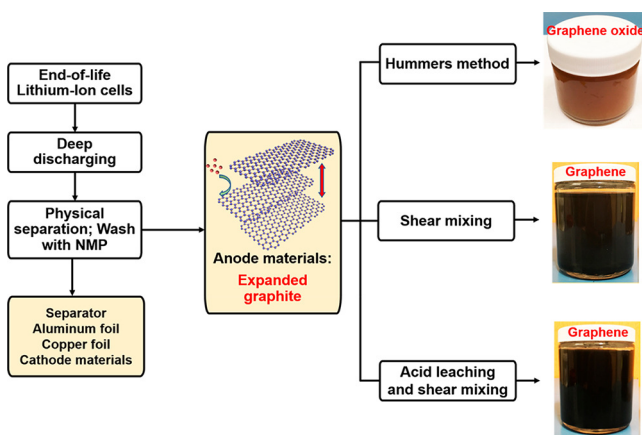 End-of-life
Lithium-Ion cells
Deep
discharging
Physical
separation; Wash
with NMP
Separator
Aluminum foil
Copper foil
Cathode materials
Anode materials:
Expanded
graphite
Hummers method
Graphene oxide
Shear mixing
Graphene
Acid leaching
and shear mixing
Graphene